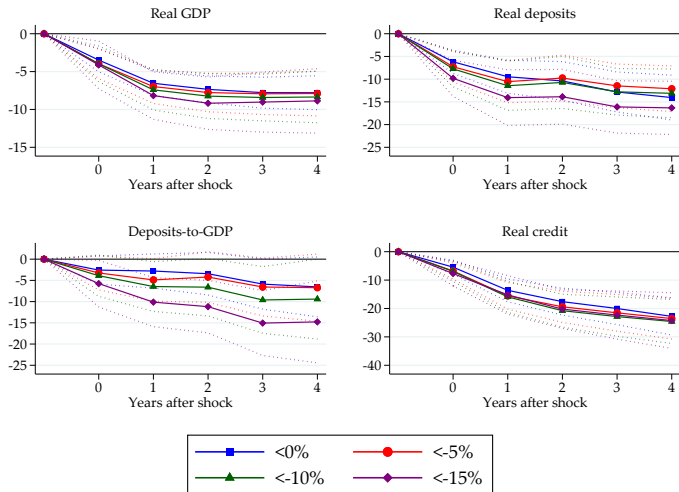 Real GDP
0
-5
-10
-15
0 1 2 3 4
Years after shock
Real deposits
0
-5
-10
-15
-20
-25
0 1 2 3 4
Years after shock
Deposits-to-GDP
0
-5
-10
-15
-20
-25
0 1 2 3 4
Years after shock
Real credit
0
-10
-20
-30
-40
0 1 2 3 4
Years after shock
<0% <-5%
<-10% <-15%